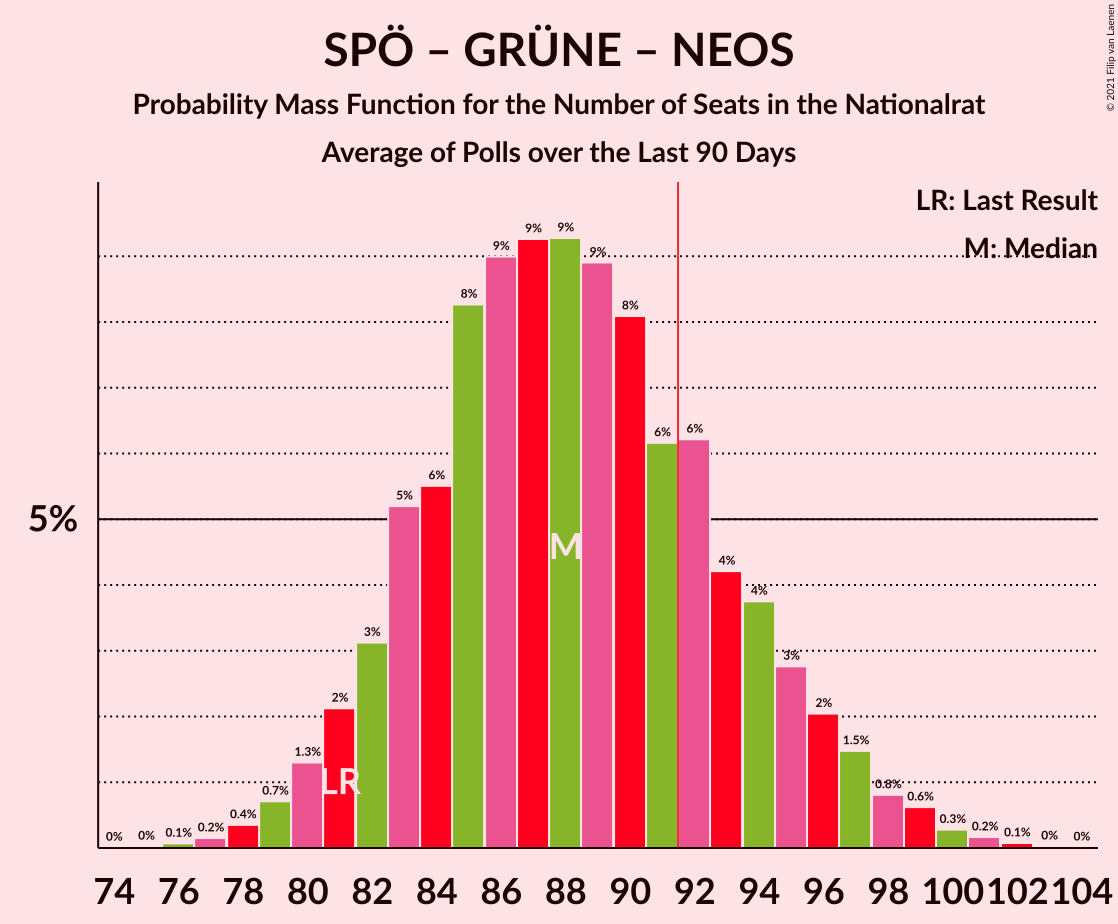 SPÖ – GRÜNE – NEOS
Probability Mass Function for the Number of Seats in the Nationalrat
Average of Polls over the Last 90 Days
© 2021 Filip van Laenen
LR: Last Result
M: Median
5%
0% 0% 0.1% 0.2% 0.4% 0.7% 1.3% 2% 3% 5% 6% 8% 9% 9% 9% 9% 8% 6% 6% 4% 4% 3% 2% 1.5% 0.8% 0.6% 0.3% 0.2% 0.1% 0% 0%
M
LR
74 76 78 80 82 84 86 88 90 92 94 96 98 100 102 104